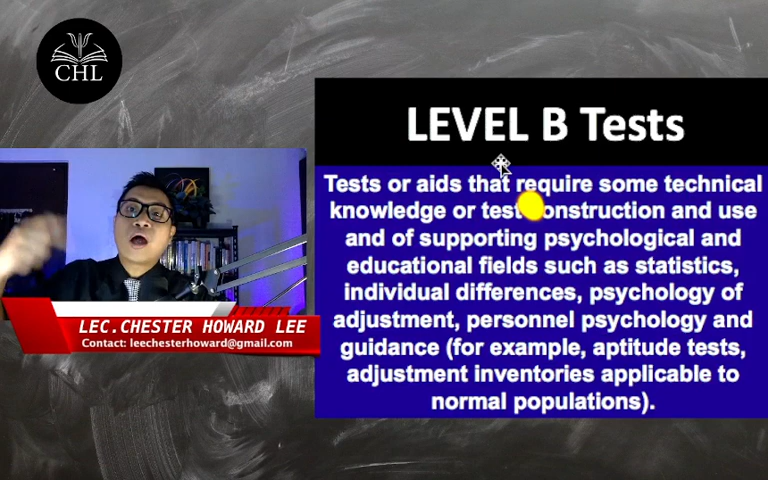 CHL
LEVEL B Tests
Tests or aids that require some technical
knowledge or test construction and use
and of supporting psychological and
educational fields such as statistics,
individual differences, psychology of
adjustment, personnel psychology and
guidance (for example, aptitude tests,
adjustment inventories applicable to
normal populations).
LEC.CHESTER HOWARD LEE
Contact: leechesterhoward@gmail.com